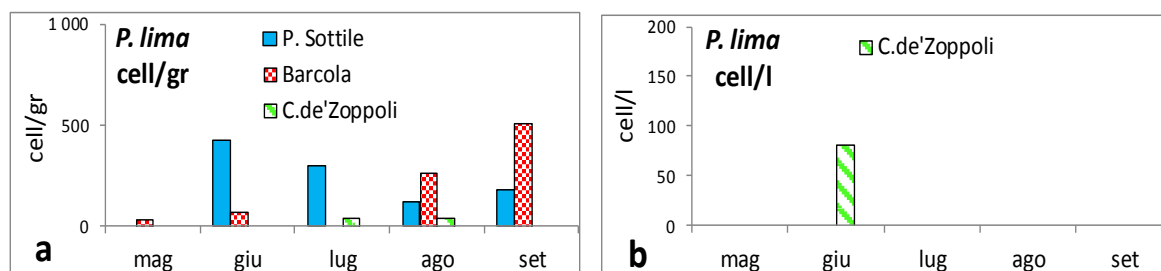 P. lima
cell/gr
P. Sottile
Barcola
C.de'Zoppoli
cell/gr
1 000
500
0
mag giu lug ago set
a
P. lima
cell/l
C.de'Zoppoli
cell/l
200
150
100
50
0
mag giu lug ago set
b